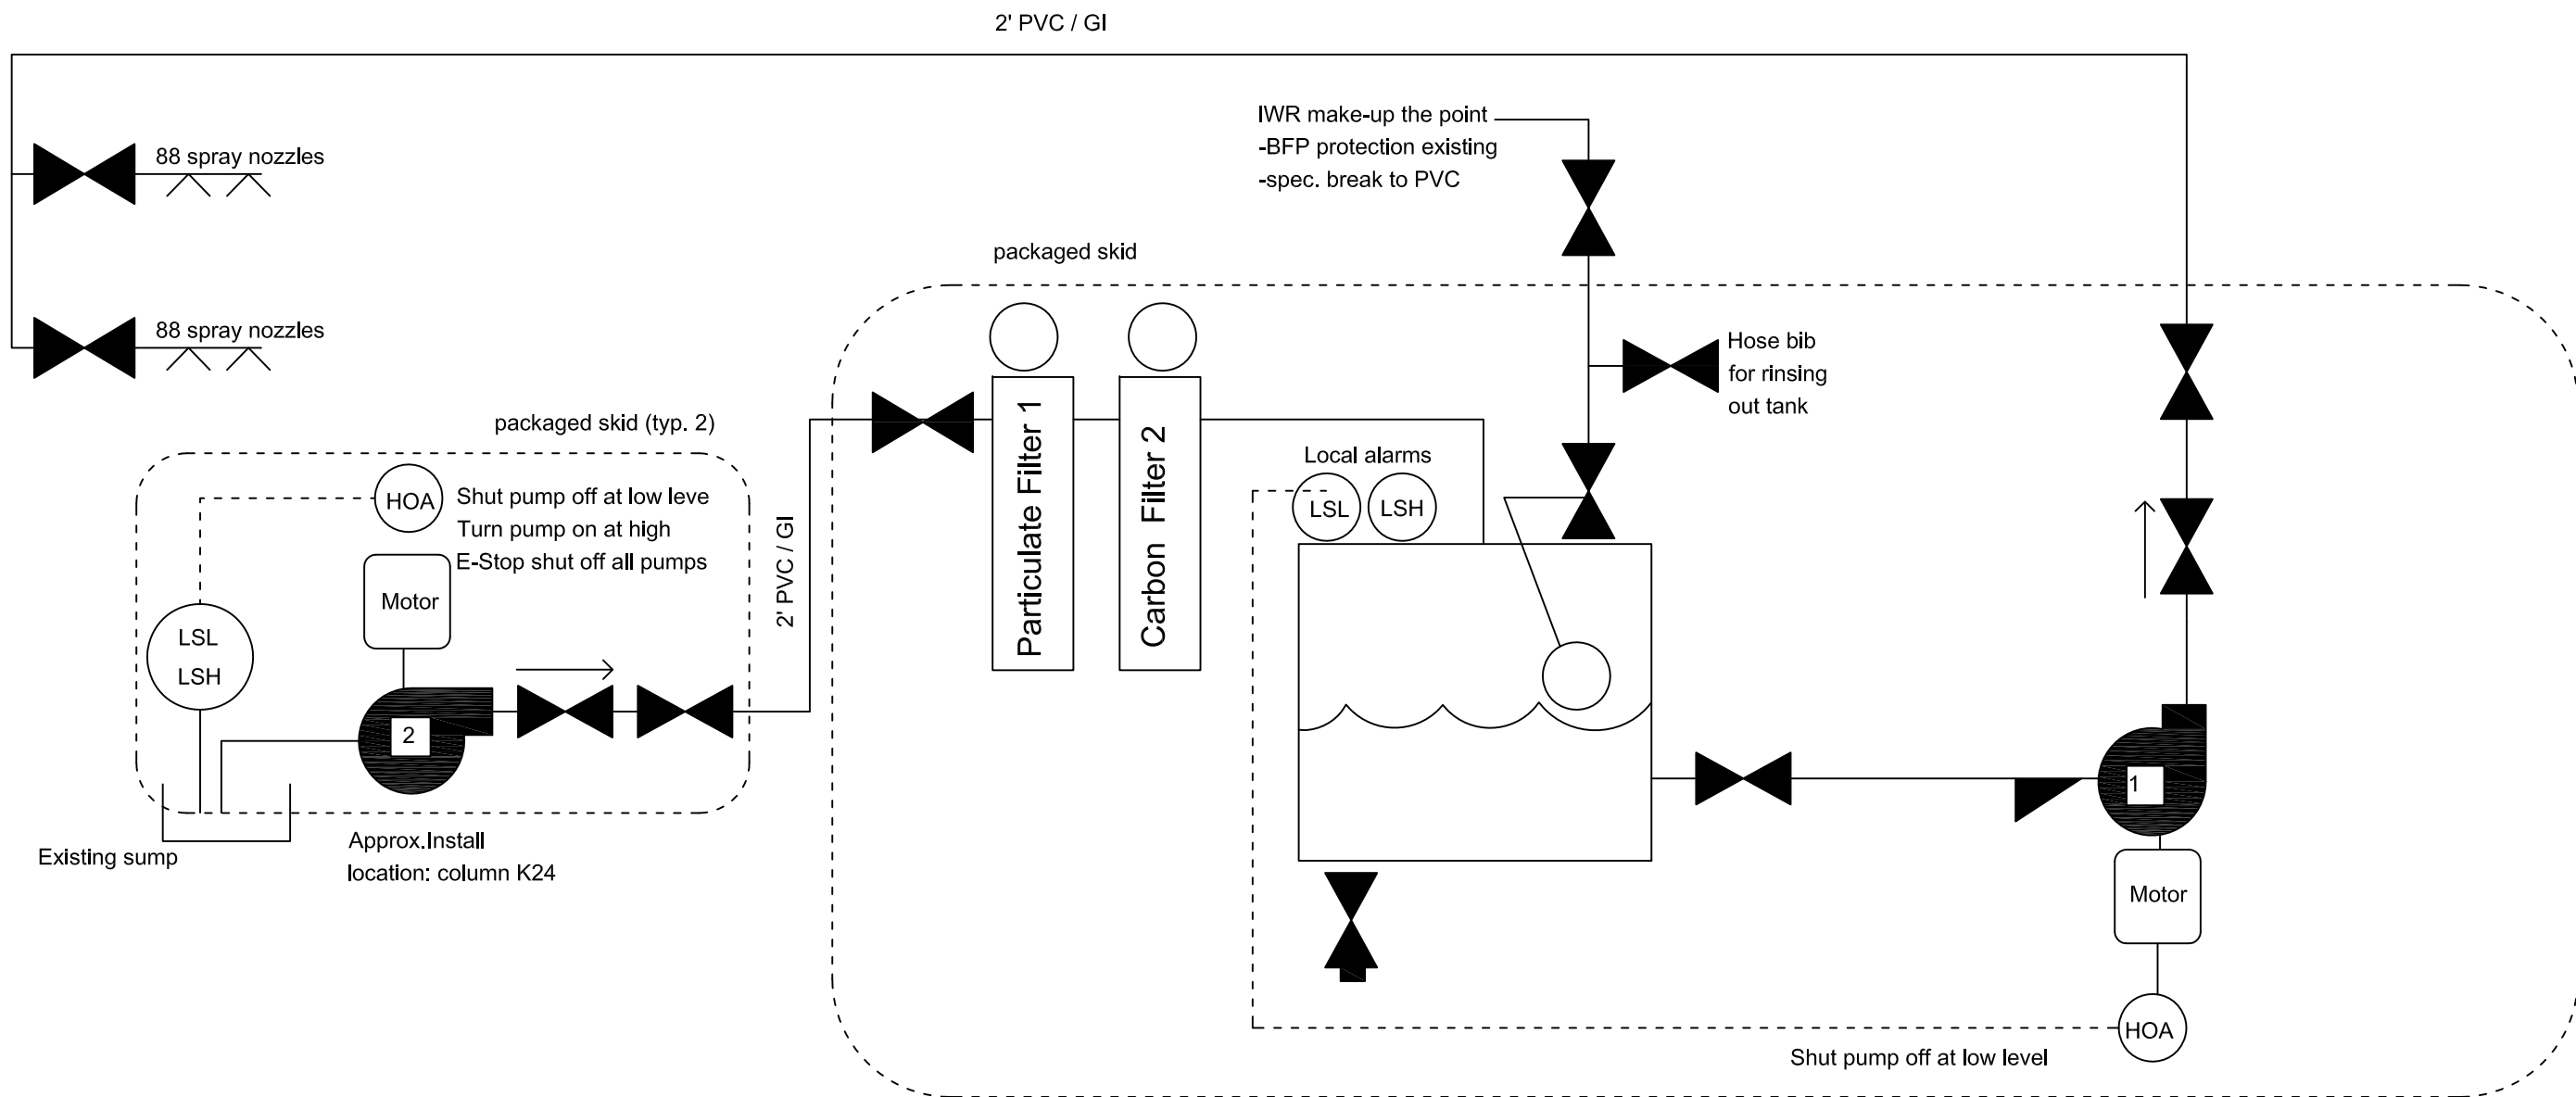 2' PVC / GI
IWR make-up the point
-BFP protection existing
-spec. break to PVC
88 spray nozzles
packaged skid
88 spray nozzles
Hose bib
for rinsing
out tank
packaged skid (typ. 2)
Local alarms
LSL
LSH
HOA
Shut pump off at low leve
Turn pump on at high
E-Stop shut off all pumps
2' PVC / GI
Particulate Filter 1
Carbon Filter 2
Motor
LSL
LSH
2
1
Existing sump
Approx.Install
location: column K24
Motor
HOA
Shut pump off at low level